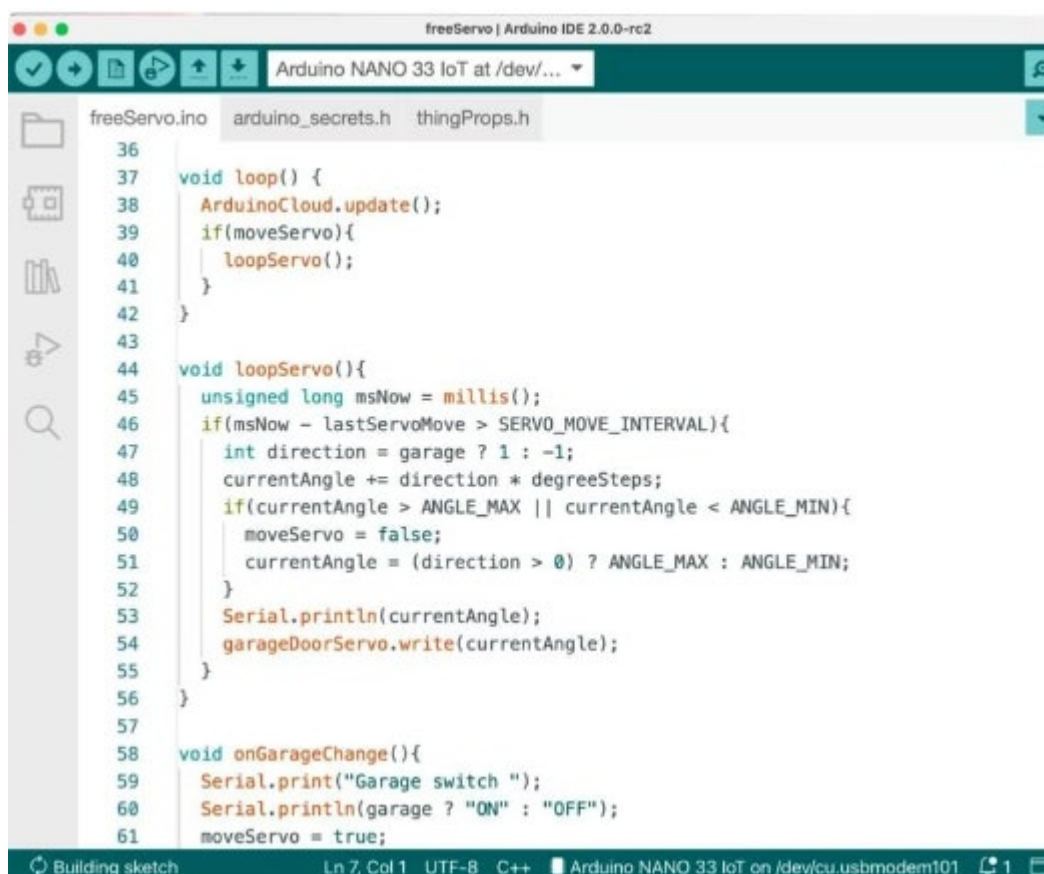 freeServo | Arduino IDE 2.0.0-rc2
Arduino NANO 33 IoT at /dev/...
freeServo.ino arduino_secrets.h thingProps.h
36
37 void loop() {
38 ArduinoCloud.update();
39 if(moveServo){
40 loopServo();
41 }
42 }
43
44 void loopServo(){
45 unsigned long msNow = millis();
46 if(msNow - lastServoMove > SERVO_MOVE_INTERVAL){
47 int direction = garage ? 1 : -1;
48 currentAngle += direction * degreeSteps;
49 if(currentAngle > ANGLE_MAX || currentAngle < ANGLE_MIN){
50 moveServo = false;
51 currentAngle = (direction > 0) ? ANGLE_MAX : ANGLE_MIN;
52 }
53 Serial.println(currentAngle);
54 garageDoorServo.write(currentAngle);
55 }
56 }
57
58 void onGarageChange(){
59 Serial.print("Garage switch ");
60 Serial.println(garage ? "ON" : "OFF");
61 moveServo = true;
Building sketch Ln 7, Col 1 UTF-8 C++ Arduino NANO 33 IoT on /dev/cu.usbmodem101 1